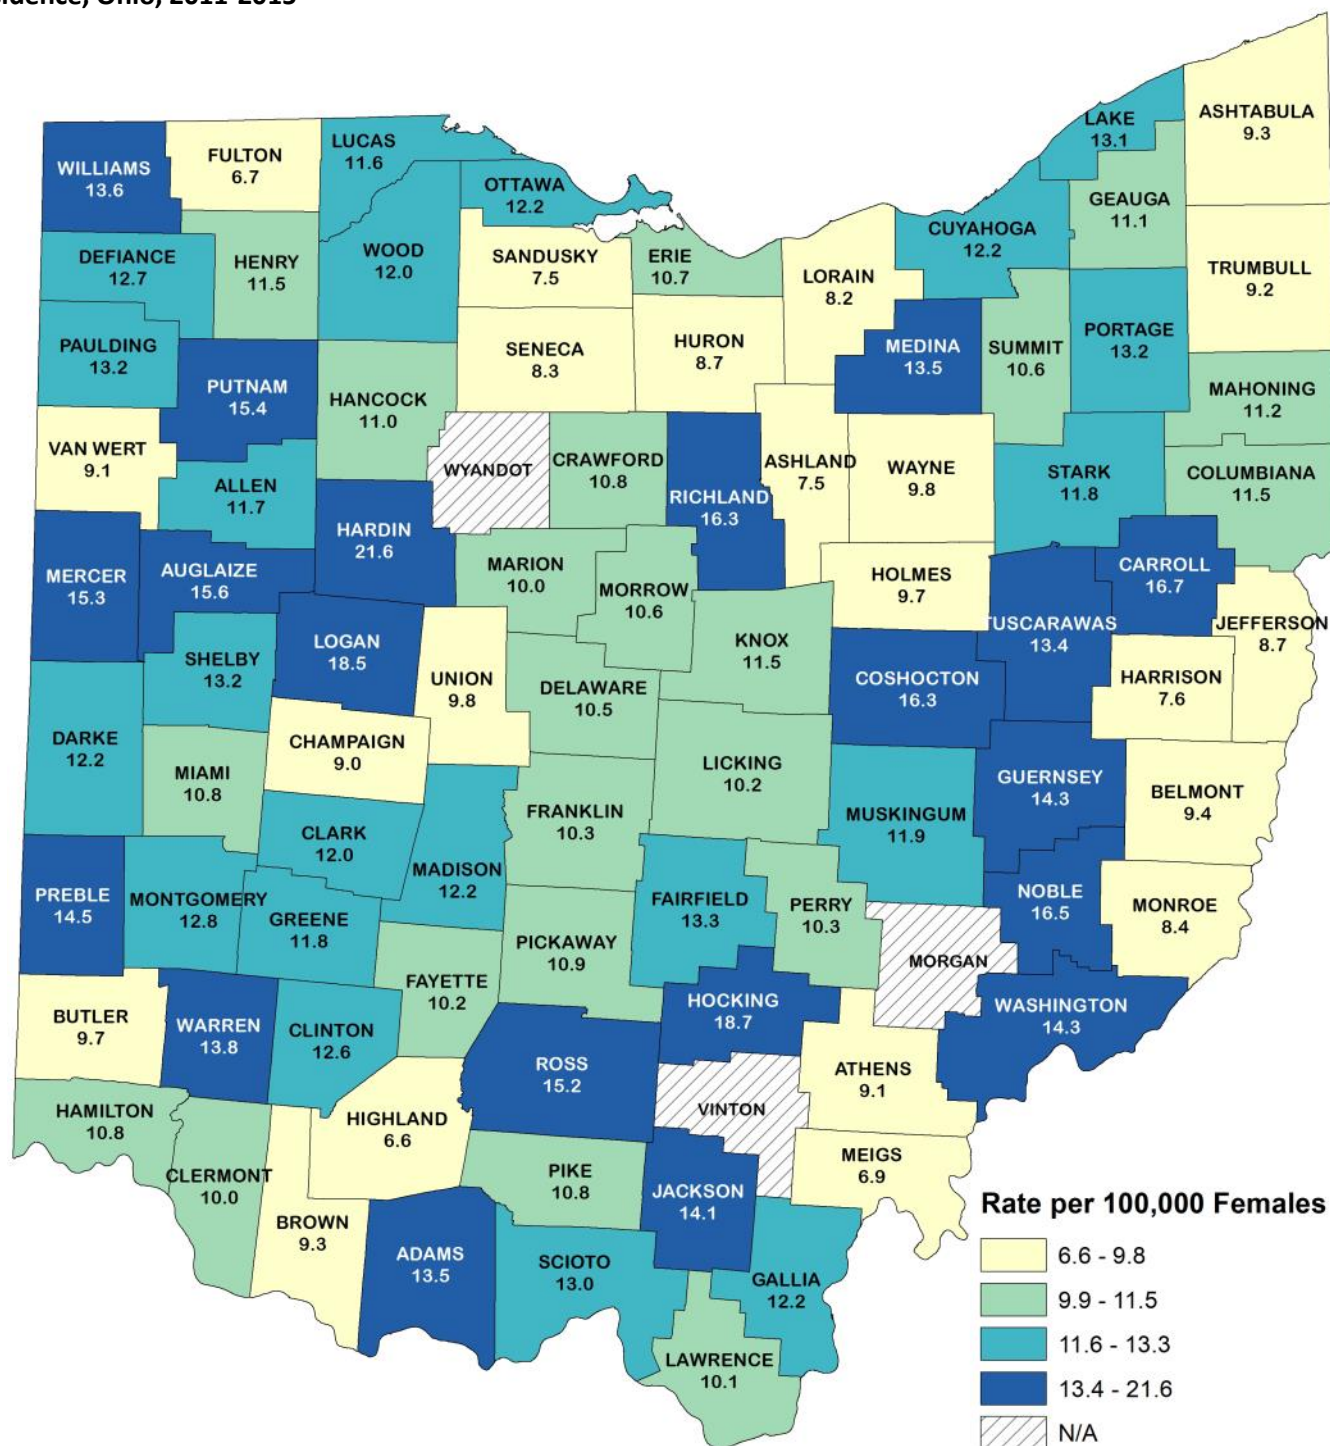 sidence, Ohio, 2011-2015
ASHTABULA
9.3
LAKE
13.1
WILLIAMS
13.6
FULTON
6.7
LUCAS
11.6
OTTAWA
12.2
GEAUGA
11.1
CUYAHOGA
12.2
DEFIANCE
12.7
HENRY
11.5
WOOD
12.0
SANDUSKY
7.5
ERIE
10.7
LORAIN
8.2
TRUMBULL
9.2
PAULDING
13.2
PUTNAM
15.4
SENECA
8.3
HURON
8.7
MEDINA
13.5
SUMMIT
10.6
PORTAGE
13.2
HANCOCK
11.0
MAHONING
11.2
VAN WERT
9.1
ALLEN
11.7
WYANDOT
CRAWFORD
10.8
RICHLAND
16.3
ASHLAND
7.5
WAYNE
9.8
STARK
11.8
COLUMBIANA
11.5
HARDIN
21.6
MERCER
15.3
AUGLAIZE
15.6
MARION
10.0
MORROW
10.6
HOLMES
9.7
CARROLL
16.7
TUSCARAWAS
13.4
JEFFERSON
8.7
LOGAN
18.5
SHELBY
13.2
UNION
9.8
KNOX
11.5
COSHOCTON
16.3
HARRISON
7.6
DELAWARE
10.5
DARKE
12.2
CHAMPAIGN
9.0
MIAMI
10.8
LICKING
10.2
GUERNSEY
14.3
BELMONT
9.4
FRANKLIN
10.3
MUSKINGUM
11.9
CLARK
12.0
MADISON
12.2
PREBLE
14.5
MONTGOMERY
12.8
GREENE
11.8
FAIRFIELD
13.3
PERRY
10.3
NOBLE
16.5
MONROE
8.4
PICKAWAY
10.9
MORGAN
FAYETTE
10.2
HOCKING
18.7
WASHINGTON
14.3
BUTLER
9.7
WARREN
13.8
CLINTON
12.6
ROSS
15.2
ATHENS
9.1
HAMILTON
10.8
HIGHLAND
6.6
VINTON
CLERMONT
10.0
PIKE
10.8
JACKSON
14.1
MEIGS
6.9
BROWN
9.3
ADAMS
13.5
SCIOTO
13.0
GALLIA
12.2
LAWRENCE
10.1
Rate per 100,000 Females
6.6 - 9.8
9.9 - 11.5
11.6 - 13.3
13.4 - 21.6
N/A